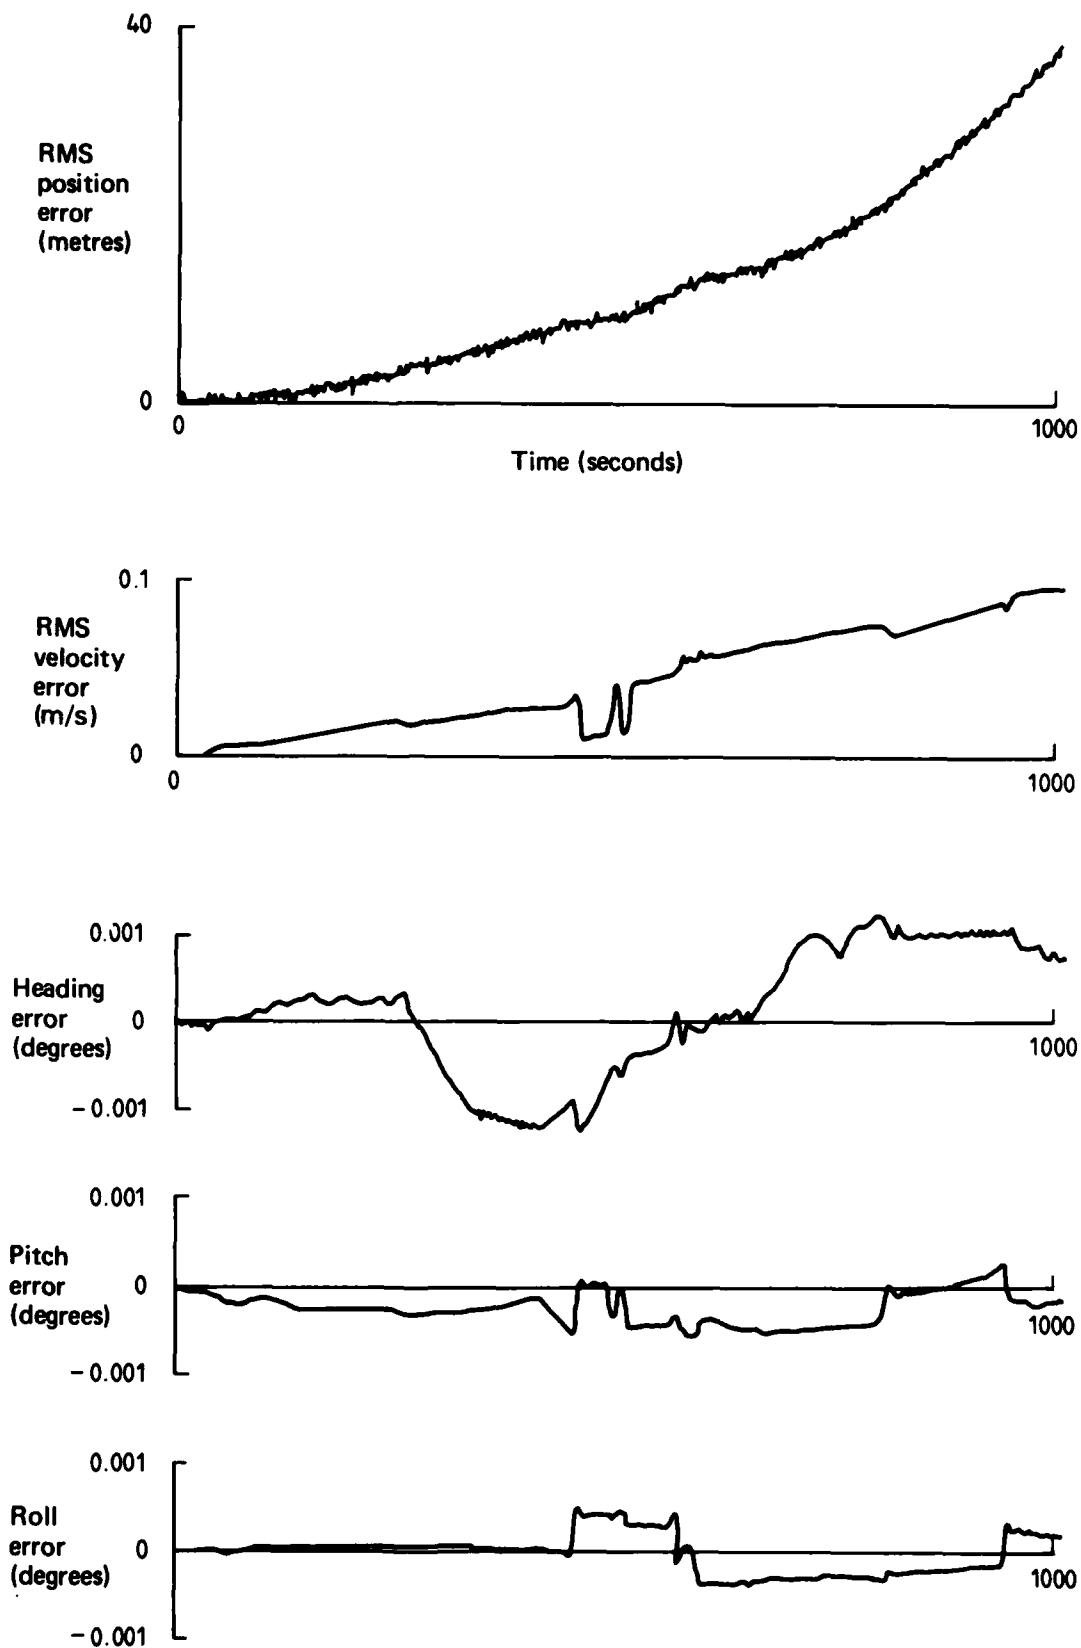 40
RMS
position
error
(metres)
0
0
1000
Time (seconds)
0.1
RMS
velocity
error
(m/s)
0
0
1000
0.001
Heading
error
(degrees)
0
1000
-0.001
0.001
Pitch
error
(degrees)
0
1000
-0.001
0.001
Roll
error
(degrees)
0
1000
-0.001